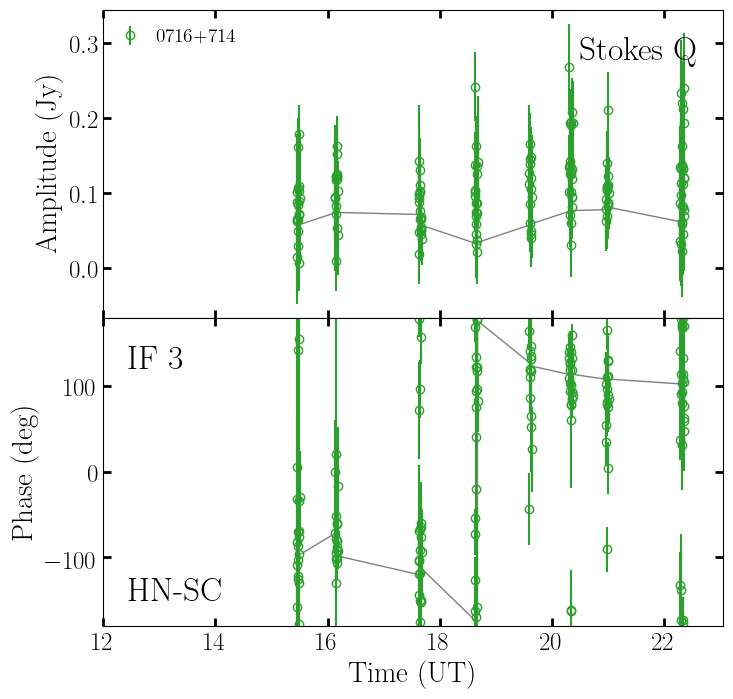 0716+714
Stokes Q
0.3
0.2
0.1
0.0
Amplitude (Jy)
IF 3
100
0
−100
Phase (deg)
HN-SC
12 14 16 18 20 22
Time (UT)